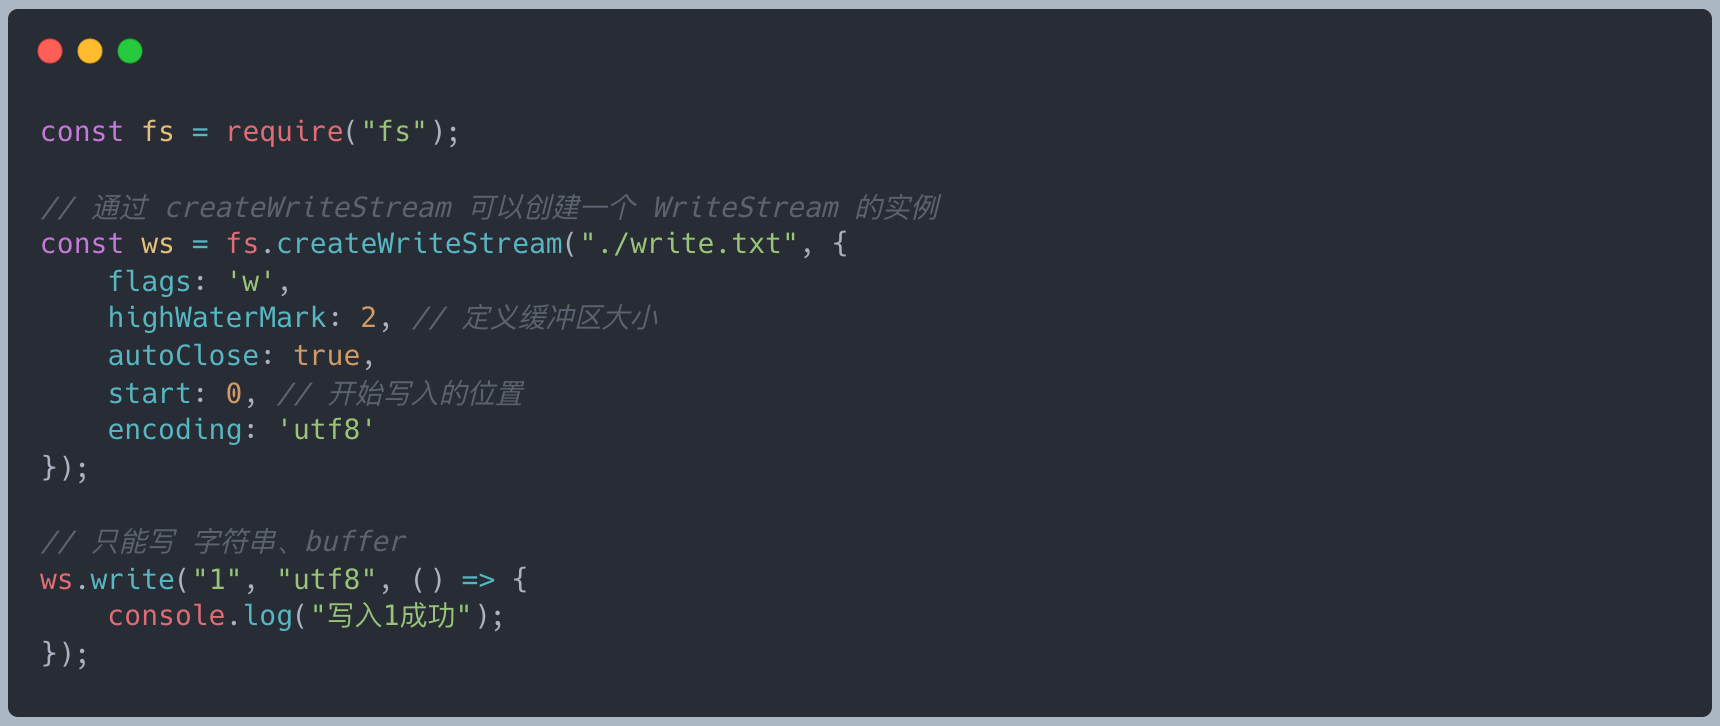 const fs = require("fs");

// 通过 createWriteStream 可以创建一个 WriteStream 的实例
const ws = fs.createWriteStream("./write.txt", {
    flags: 'w',
    highWaterMark: 2, // 定义缓冲区大小
    autoClose: true,
    start: 0, // 开始写入的位置
    encoding: 'utf8'
});

// 只能写 字符串、buffer
ws.write("1", "utf8", () => {
    console.log("写入1成功");
});